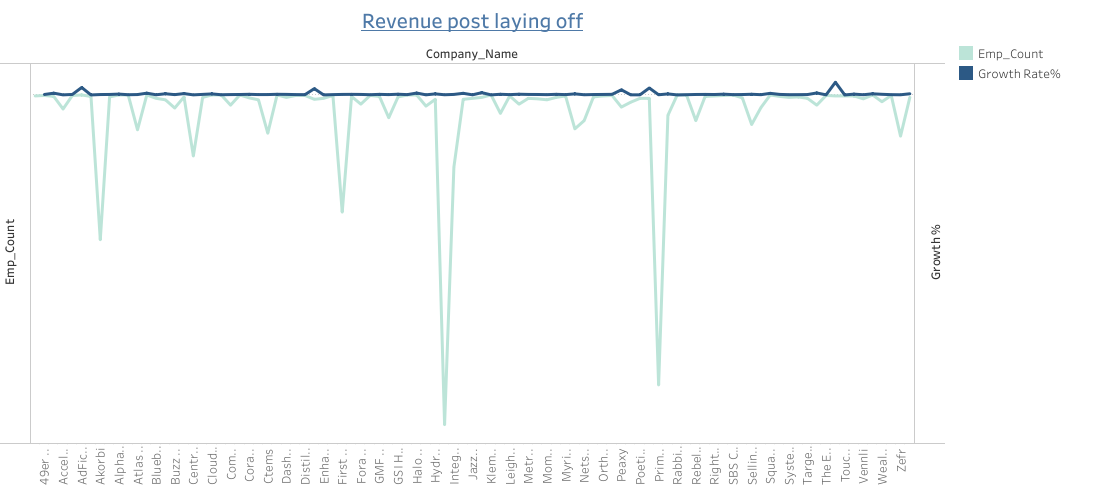 Revenue post laying off
Company_Name
Emp_Count
Growth Rate%
Emp_Count
Growth %
49er ..
Accel..
AdFic..
Akorbi
Alpha..
Atlas ..
Blueb..
Buzz ..
Centr..
Cloud..
Com..
Cora..
Ctems
Dash..
Distil..
Enha..
First ..
Fora ..
GMF ..
GSI H..
Halo ..
Hydr..
Integ..
Jazz..
Klem..
Leigh..
Metr..
Mom..
Myri..
Nets..
Orth..
Peaxy
Poeti..
Prim..
Rabbi..
Rebel..
Right..
SBS C..
Sellin..
Squa..
Syste..
Targe..
The E..
Touc..
Vennli
Weal..
Zefr